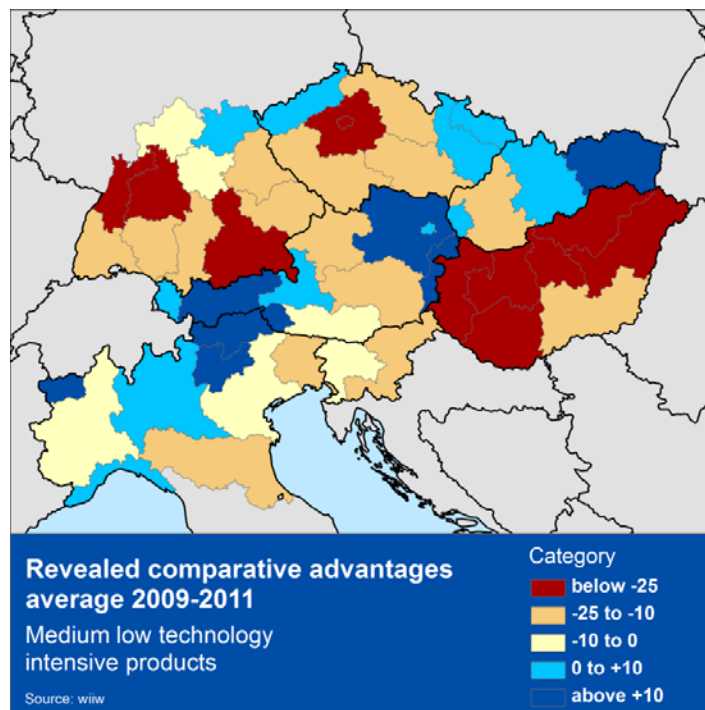 Revealed comparative advantages
average 2009-2011
Medium low technology
intensive products
Source: wiiw
Category
below -25
-25 to -10
-10 to 0
0 to +10
above +10